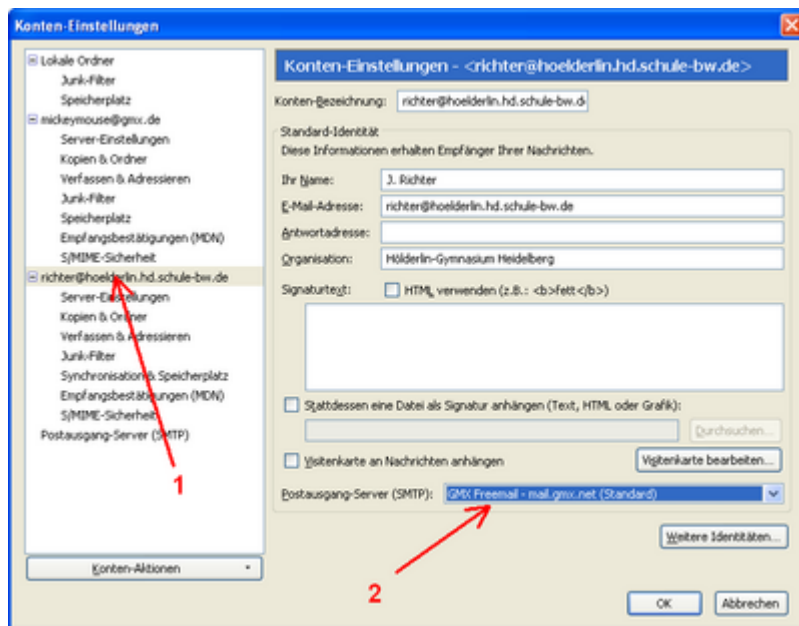 Konten-Einstellungen
Lokale Ordner
Junk-Filter
Speicherplatz
mickeymouse@gmx.de
Server-Einstellungen
Kopien & Ordner
Verfassen & Adressieren
Junk-Filter
Speicherplatz
Empfangsbestätigungen (MDN)
S/MIME-Sicherheit
richter@hoelderlin.hd.schule-bw.de
Server-Einstellungen
Kopien & Ordner
Verfassen & Adressieren
Junk-Filter
Synchronisation & Speicherplatz
Empfangsbestätigungen (MDN)
S/MIME-Sicherheit
Postausgang-Server (SMTP)
1
Konten-Aktionen
Konten-Einstellungen - <richter@hoelderlin.hd.schule-bw.de>
Konten-Bezeichnung: richter@hoelderlin.hd.schule-bw.d
Standard-Identität
Diese Informationen erhalten Empfänger Ihrer Nachrichten.
Ihr Name: J. Richter
E-Mail-Adresse: richter@hoelderlin.hd.schule-bw.de
Antwortadresse:
Organisation: Hölderlin-Gymnasium Heidelberg
Signaturtext: HTML verwenden (z.B.: <b>fett</b>)
Stattdessen eine Datei als Signatur anhängen (Text, HTML oder Grafik):
Durchsuchen...
Visitenkarte an Nachrichten anhängen Visitenkarte bearbeiten...
Postausgang-Server (SMTP): GMX Freemail - mail.gmx.net (Standard)
Weitere Identitäten...
2
OK Abbrechen